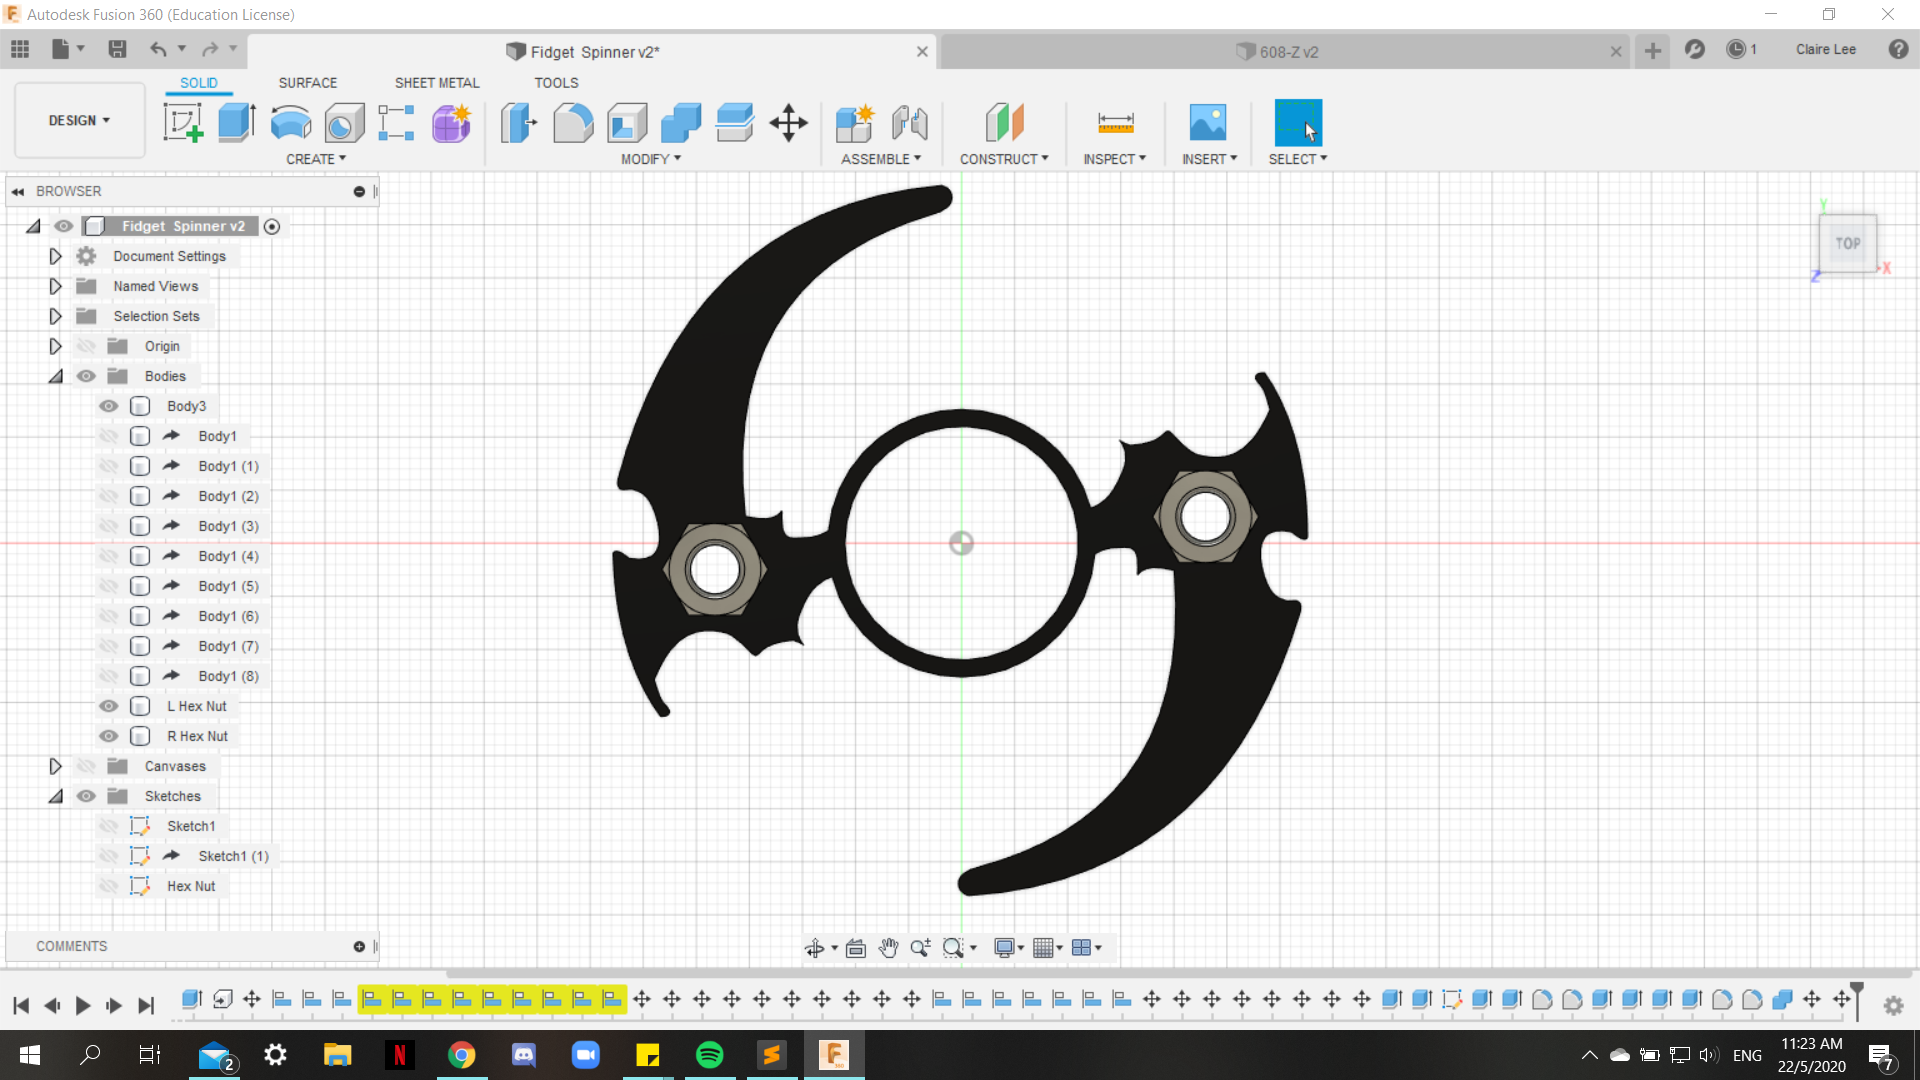 Autodesk Fusion 360 (Education License)
Fidget Spinner v2*
608-Z v2
1
Claire Lee
DESIGN
SOLID
SURFACE
SHEET METAL
TOOLS
CREATE
MODIFY
ASSEMBLE
CONSTRUCT
INSPECT
INSERT
SELECT
BROWSER
Fidget Spinner v2
Document Settings
Named Views
Selection Sets
Origin
Bodies
Body3
Body1
Body1 (1)
Body1 (2)
Body1 (3)
Body1 (4)
Body1 (5)
Body1 (6)
Body1 (7)
Body1 (8)
L Hex Nut
R Hex Nut
Canvases
Sketches
Sketch1
Sketch1 (1)
Hex Nut
COMMENTS
Y
TOP
Z
X
2
ENG
11:23 AM
22/5/2020
7